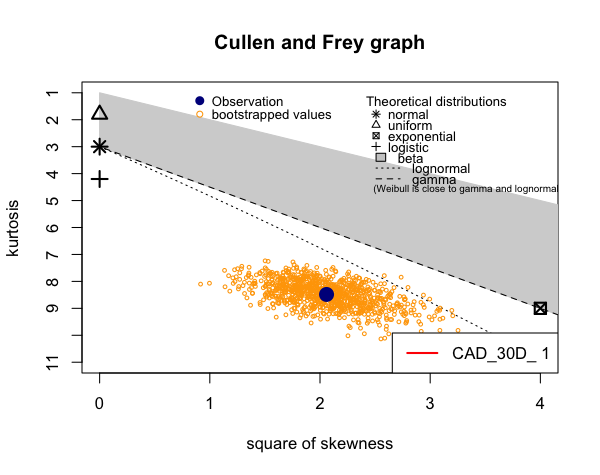 Cullen and Frey graph
Observation
bootstrapped values
Theoretical distributions
normal
uniform
exponential
logistic
beta
lognormal
gamma
(Weibull is close to gamma and lognormal
kurtosis
1
2
3
4
5
6
7
8
9
11
CAD_30D_ 1
0
1
2
3
4
square of skewness